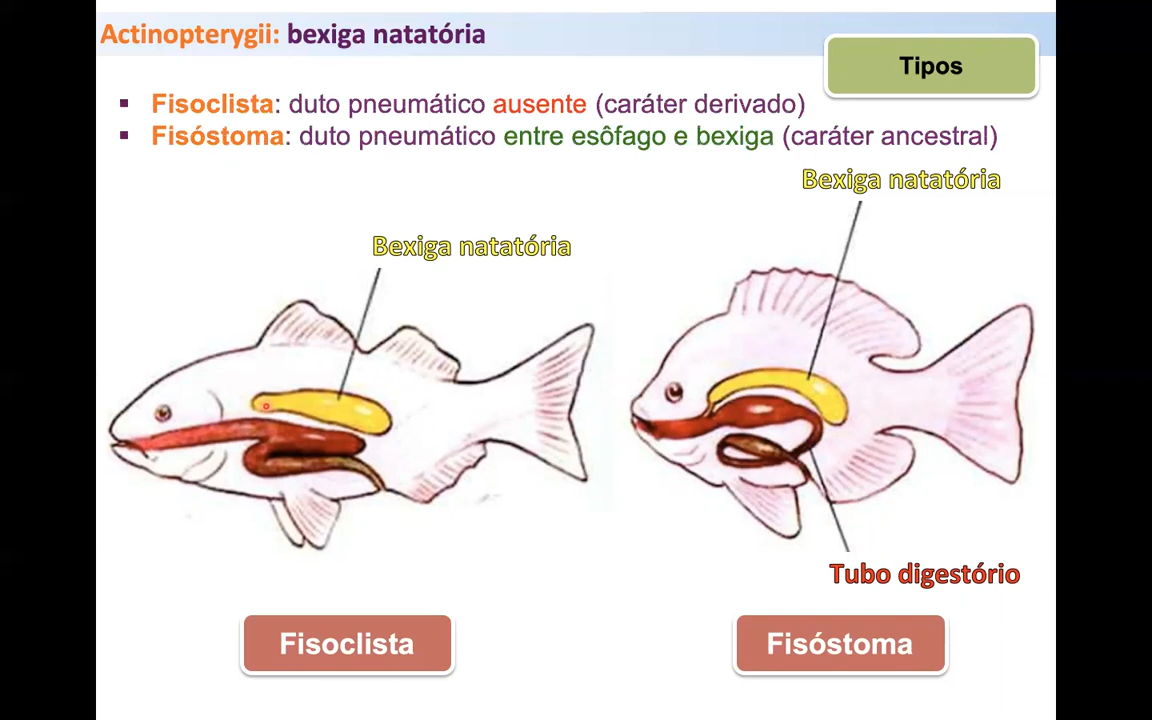 Actinopterygii: bexiga natatória
Tipos
▪ Fisoclista: duto pneumático ausente (caráter derivado)
▪ Fisóstoma: duto pneumático entre esôfago e bexiga (caráter ancestral)
Bexiga natatória
Bexiga natatória
Tubo digestório
Fisoclista
Fisóstoma